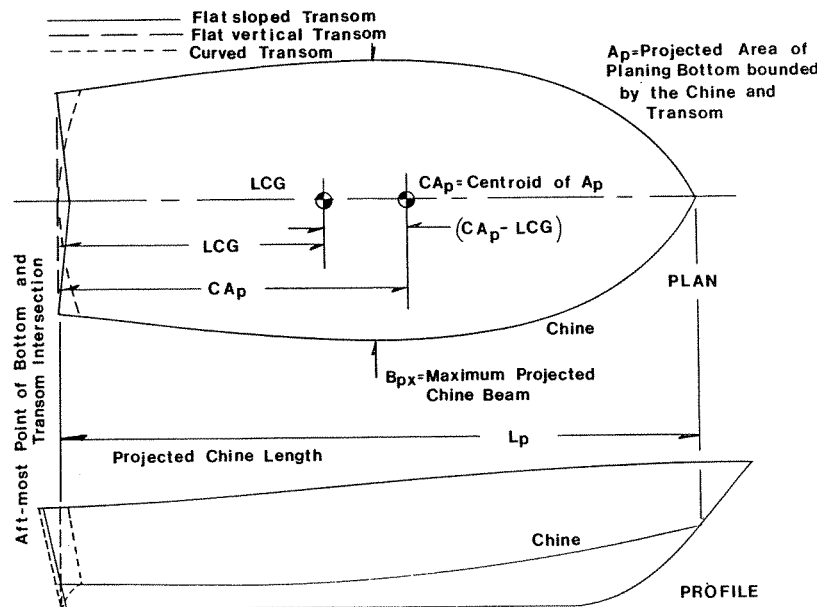 Flat sloped Transom
Flat vertical Transom
Curved Transom
Ap=Projected Area of
Planing Bottom bounded
by the Chine and
Transom
LCG
CAp=Centroid of Ap
LCG
(CAp-LCG)
CAp
PLAN
Chine
Bpx=Maximum Projected
Chine Beam
Aft-most Point of Bottom and
Transom Intersection
Lp
Projected Chine Length
Chine
PROFILE